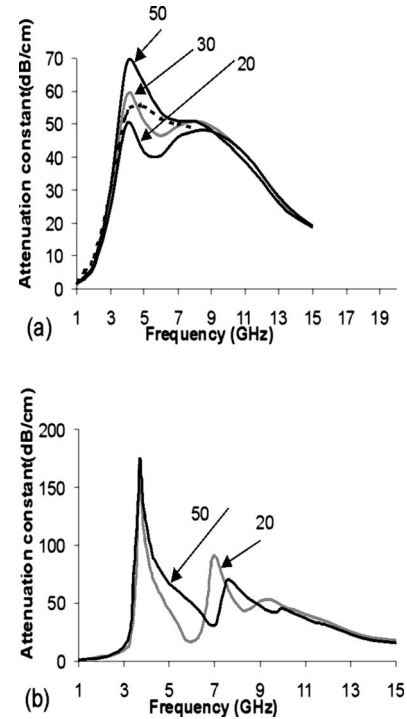 50
30
20
Attenuation constant(dB/cm)
70
60
50
40
30
20
10
0
1 3 5 7 9 11 13 15 17 19
Frequency (GHz)
(a)
50
20
Attenuation constant(dB/cm)
200
150
100
50
0
1 3 5 7 9 11 13 15
Frequency (GHz)
(b)